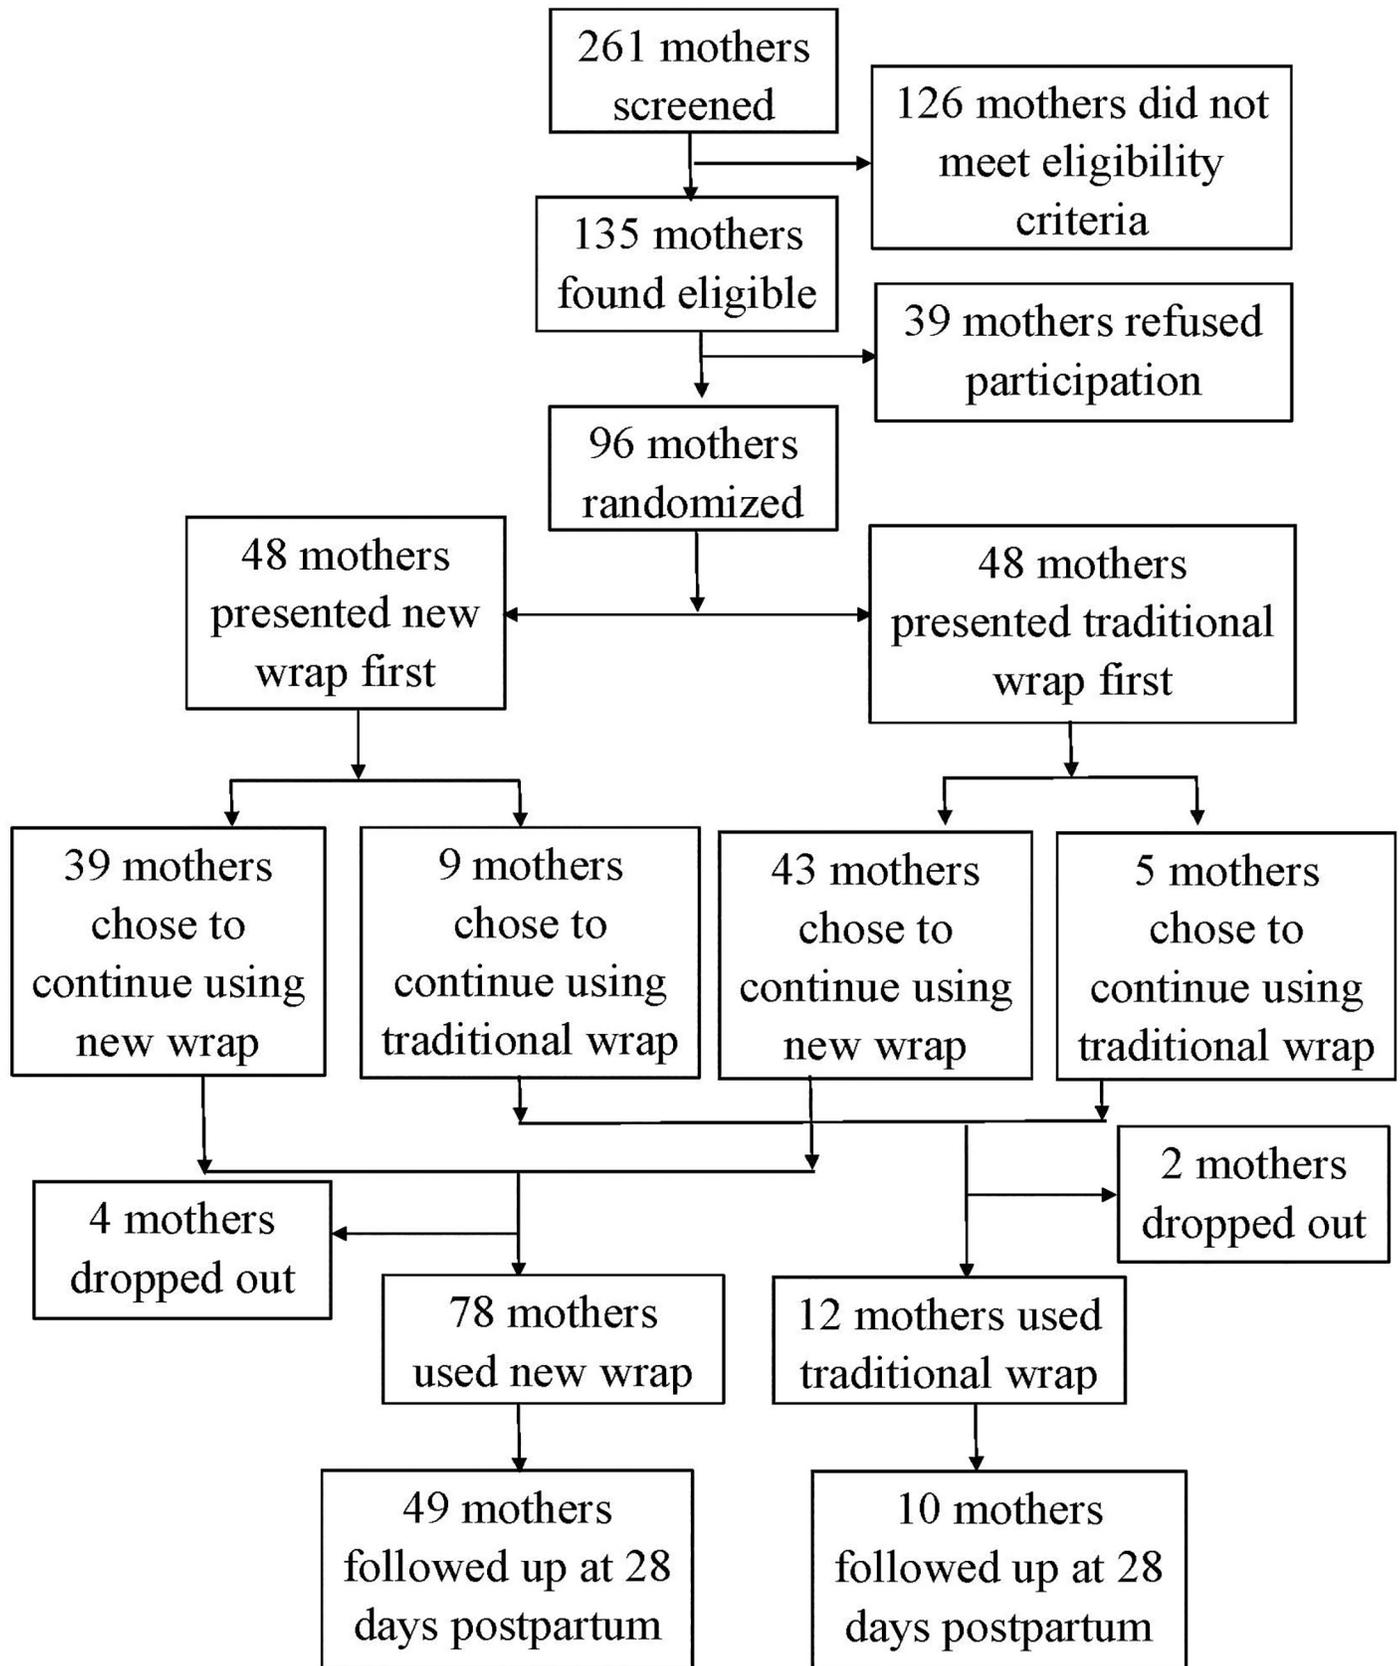 261 mothers
screened
126 mothers did not
meet eligibility
criteria
135 mothers
found eligible
39 mothers refused
participation
96 mothers
randomized
48 mothers
presented new
wrap first
48 mothers
presented traditional
wrap first
39 mothers
chose to
continue using
new wrap
9 mothers
chose to
continue using
traditional wrap
43 mothers
chose to
continue using
new wrap
5 mothers
chose to
continue using
traditional wrap
4 mothers
dropped out
2 mothers
dropped out
78 mothers
used new wrap
12 mothers used
traditional wrap
49 mothers
followed up at 28
days postpartum
10 mothers
followed up at 28
days postpartum